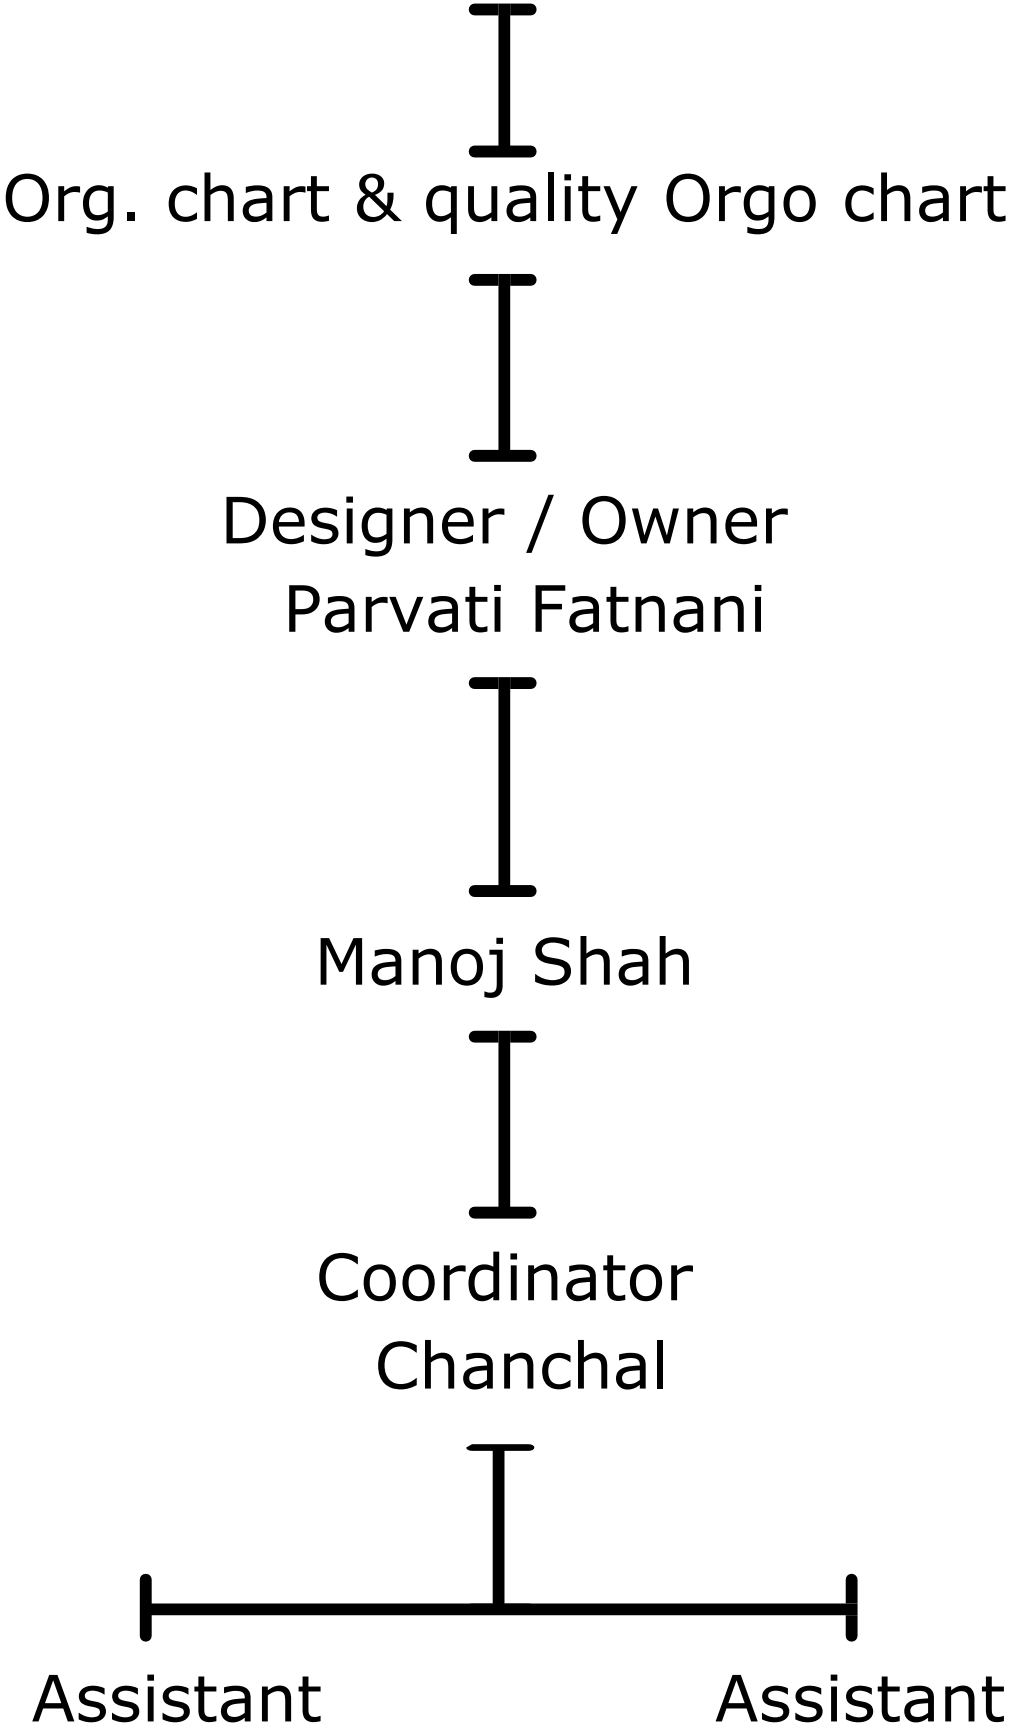 Org. chart & quality Orgo chart
Designer / Owner
Parvati Fatnani
Manoj Shah
Coordinator
Chanchal
Assistant Assistant